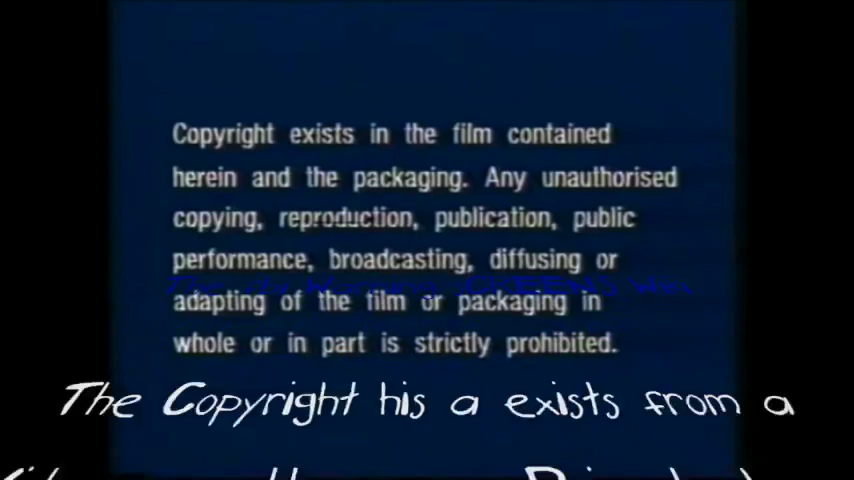 Copyright exists in the film contained
herein and the packaging. Any unauthorised
copying, reproduction, publication, public
performance, broadcasting, diffusing or
adapting of the film or packaging in
whole or in part is strictly prohibited.
The Copyright his a exists from a